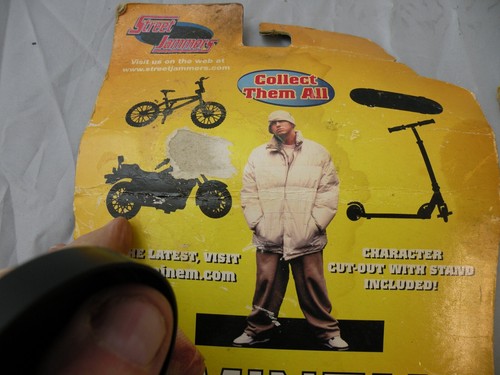 Street
Jammers
Visit us on the web at
www.streetjammers.com
Collect
Them All
LATEST, VISIT
inem.com
CHARACTER
CUT-OUT WITH STAND
INCLUDED!